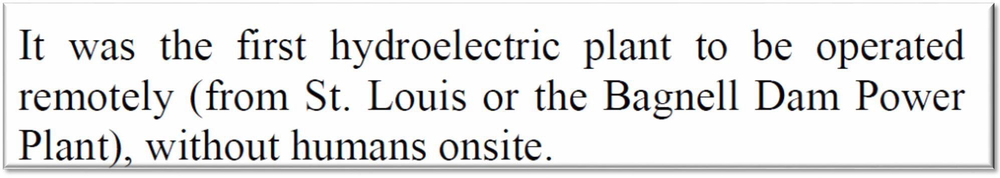 It was the first hydroelectric plant to be operated
remotely (from St. Louis or the Bagnell Dam Power
Plant), without humans onsite.